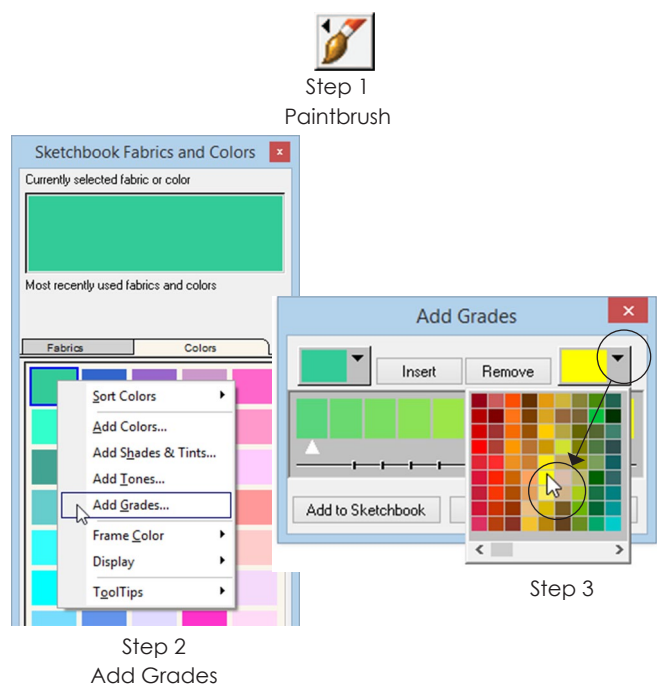 Step 1
Paintbrush
Sketchbook Fabrics and Colors
x
Currently selected fabric or color
Most recently used fabrics and colors
Fabrics Colors
Sort Colors
Add Colors...
Add Shades & Tints...
Add Tones...
Add Grades...
Frame Color
Display
ToolTips
Step 2
Add Grades
Add Grades
Insert Remove
Add to Sketchbook
Step 3